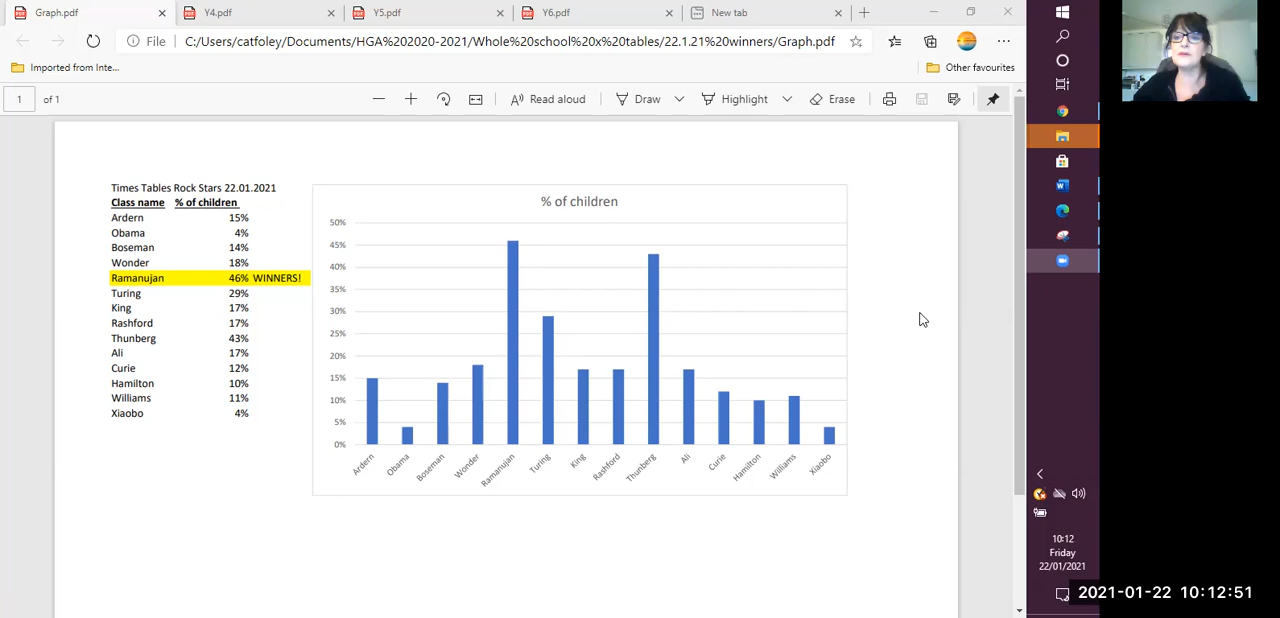 Graph.pdf
Y4.pdf
Y5.pdf
Y6.pdf
New tab
File
C:/Users/catfoley/Documents/HGA%202020-2021/Whole%20school%20x%20tables/22.1.21%20winners/Graph.pdf
Imported from Inte...
Other favourites
1 of 1
Read aloud
Draw
Highlight
Erase
Times Tables Rock Stars 22.01.2021
Class name % of children
Ardern 15%
Obama 4%
Boseman 14%
Wonder 18%
Ramanujan 46% WINNERS!
Turing 29%
King 17%
Rashford 17%
Thunberg 43%
Ali 17%
Curie 12%
Hamilton 10%
Williams 11%
Xiaobo 4%
% of children
50%
45%
40%
35%
30%
25%
20%
15%
10%
5%
0%
Ardern Obama Boseman Wonder Ramanujan Turing King Rashford Thunberg Ali Curie Hamilton Williams Xiaobo
10:12
Friday
22/01/2021
2021-01-22 10:12:51